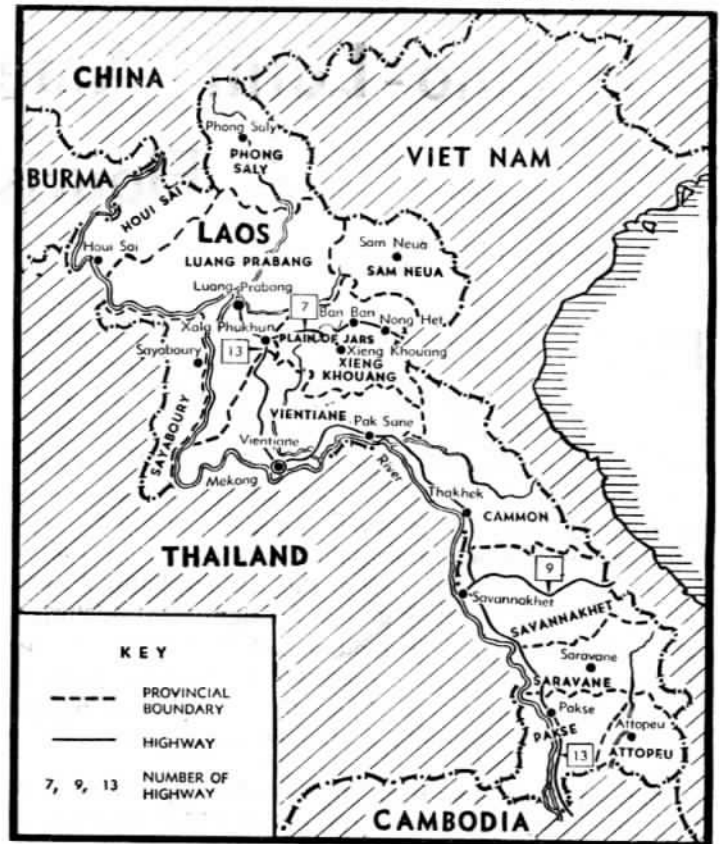 CHINA
Phong Saly
PHONG
SALY
VIET NAM
BURMA
HOUI SAI
LAOS
Houi Sai
LUANG PRABANG
Sam Neua
SAM NEUA
Luang Prabang
7
Ban Ban
Nong Het
Xala Phukhun
PLAIN OF JARS
13
Xieng Khouang
XIENG
KHOUANG
Sayaboury
SAYABOURY
VIENTIANE
Pak Sane
Vientiane
Mekong
River
Thakhek
CAMMON
THAILAND
9
Savannakhet
SAVANNAKHET
Saravane
SARAVANE
Pakse
PAKSE
Attopeu
ATTOPEU
13
CAMBODIA
KEY
PROVINCIAL
BOUNDARY
HIGHWAY
7, 9, 13 NUMBER OF
HIGHWAY